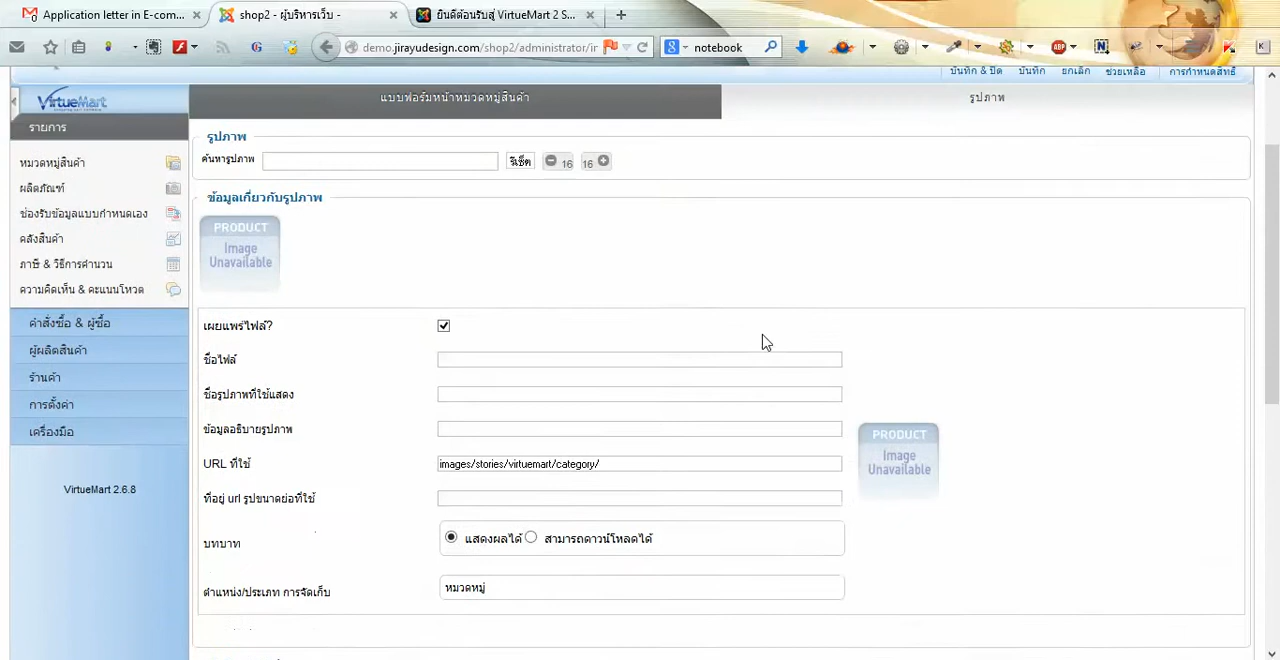 Application letter in E-com...
shop2 - ผู้บริหารเว็บ -
ยินดีต้อนรับสู่ VirtueMart 2 S...
demo.jirayudesign.com/shop2/administrator/ir
notebook
บันทึก & ปิด บันทึก ยกเลิก ช่วยเหลือ การกำหนดสิทธิ์
VirtueMart
แบบฟอร์มหน้าหมวดหมู่สินค้า
รูปภาพ
รายการ
รูปภาพ
ค้นหารูปภาพ
รีเซ็ต
16
16
หมวดหมู่สินค้า
ผลิตภัณฑ์
ช่องรับข้อมูลแบบกำหนดเอง
คลังสินค้า
ภาษี & วิธีการคำนวน
ความคิดเห็น & คะแนนโหวต
คำสั่งซื้อ & ผู้ซื้อ
ผู้ผลิตสินค้า
ร้านค้า
การตั้งค่า
เครื่องมือ
VirtueMart 2.6.8
ข้อมูลเกี่ยวกับรูปภาพ
PRODUCT
Image
Unavailable
เผยแพร่ไฟล์?
ชื่อไฟล์
ชื่อรูปภาพที่ใช้แสดง
ข้อมูลอธิบายรูปภาพ
URL ที่ใช้
images/stories/virtuemart/category/
ที่อยู่ url รูปขนาดย่อที่ใช้
PRODUCT
Image
Unavailable
บทบาท
แสดงผลได้ สามารถดาวน์โหลดได้
ตำแหน่ง/ประเภท การจัดเก็บ
หมวดหมู่